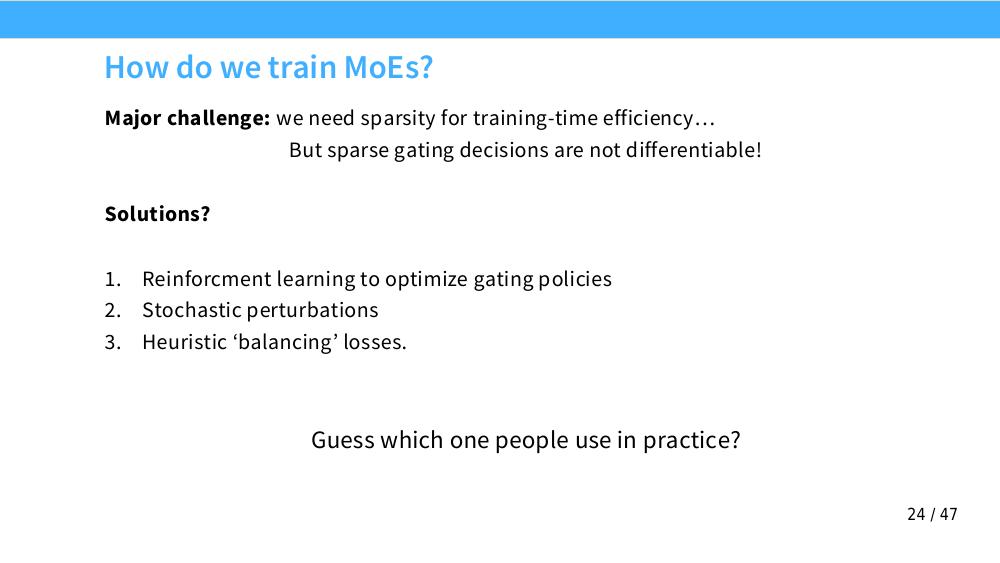 How do we train MoEs?
Major challenge: we need sparsity for training-time efficiency…
But sparse gating decisions are not differentiable!
Solutions?
1. Reinforcment learning to optimize gating policies
2. Stochastic perturbations
3. Heuristic ‘balancing’ losses.
Guess which one people use in practice?
24 / 47